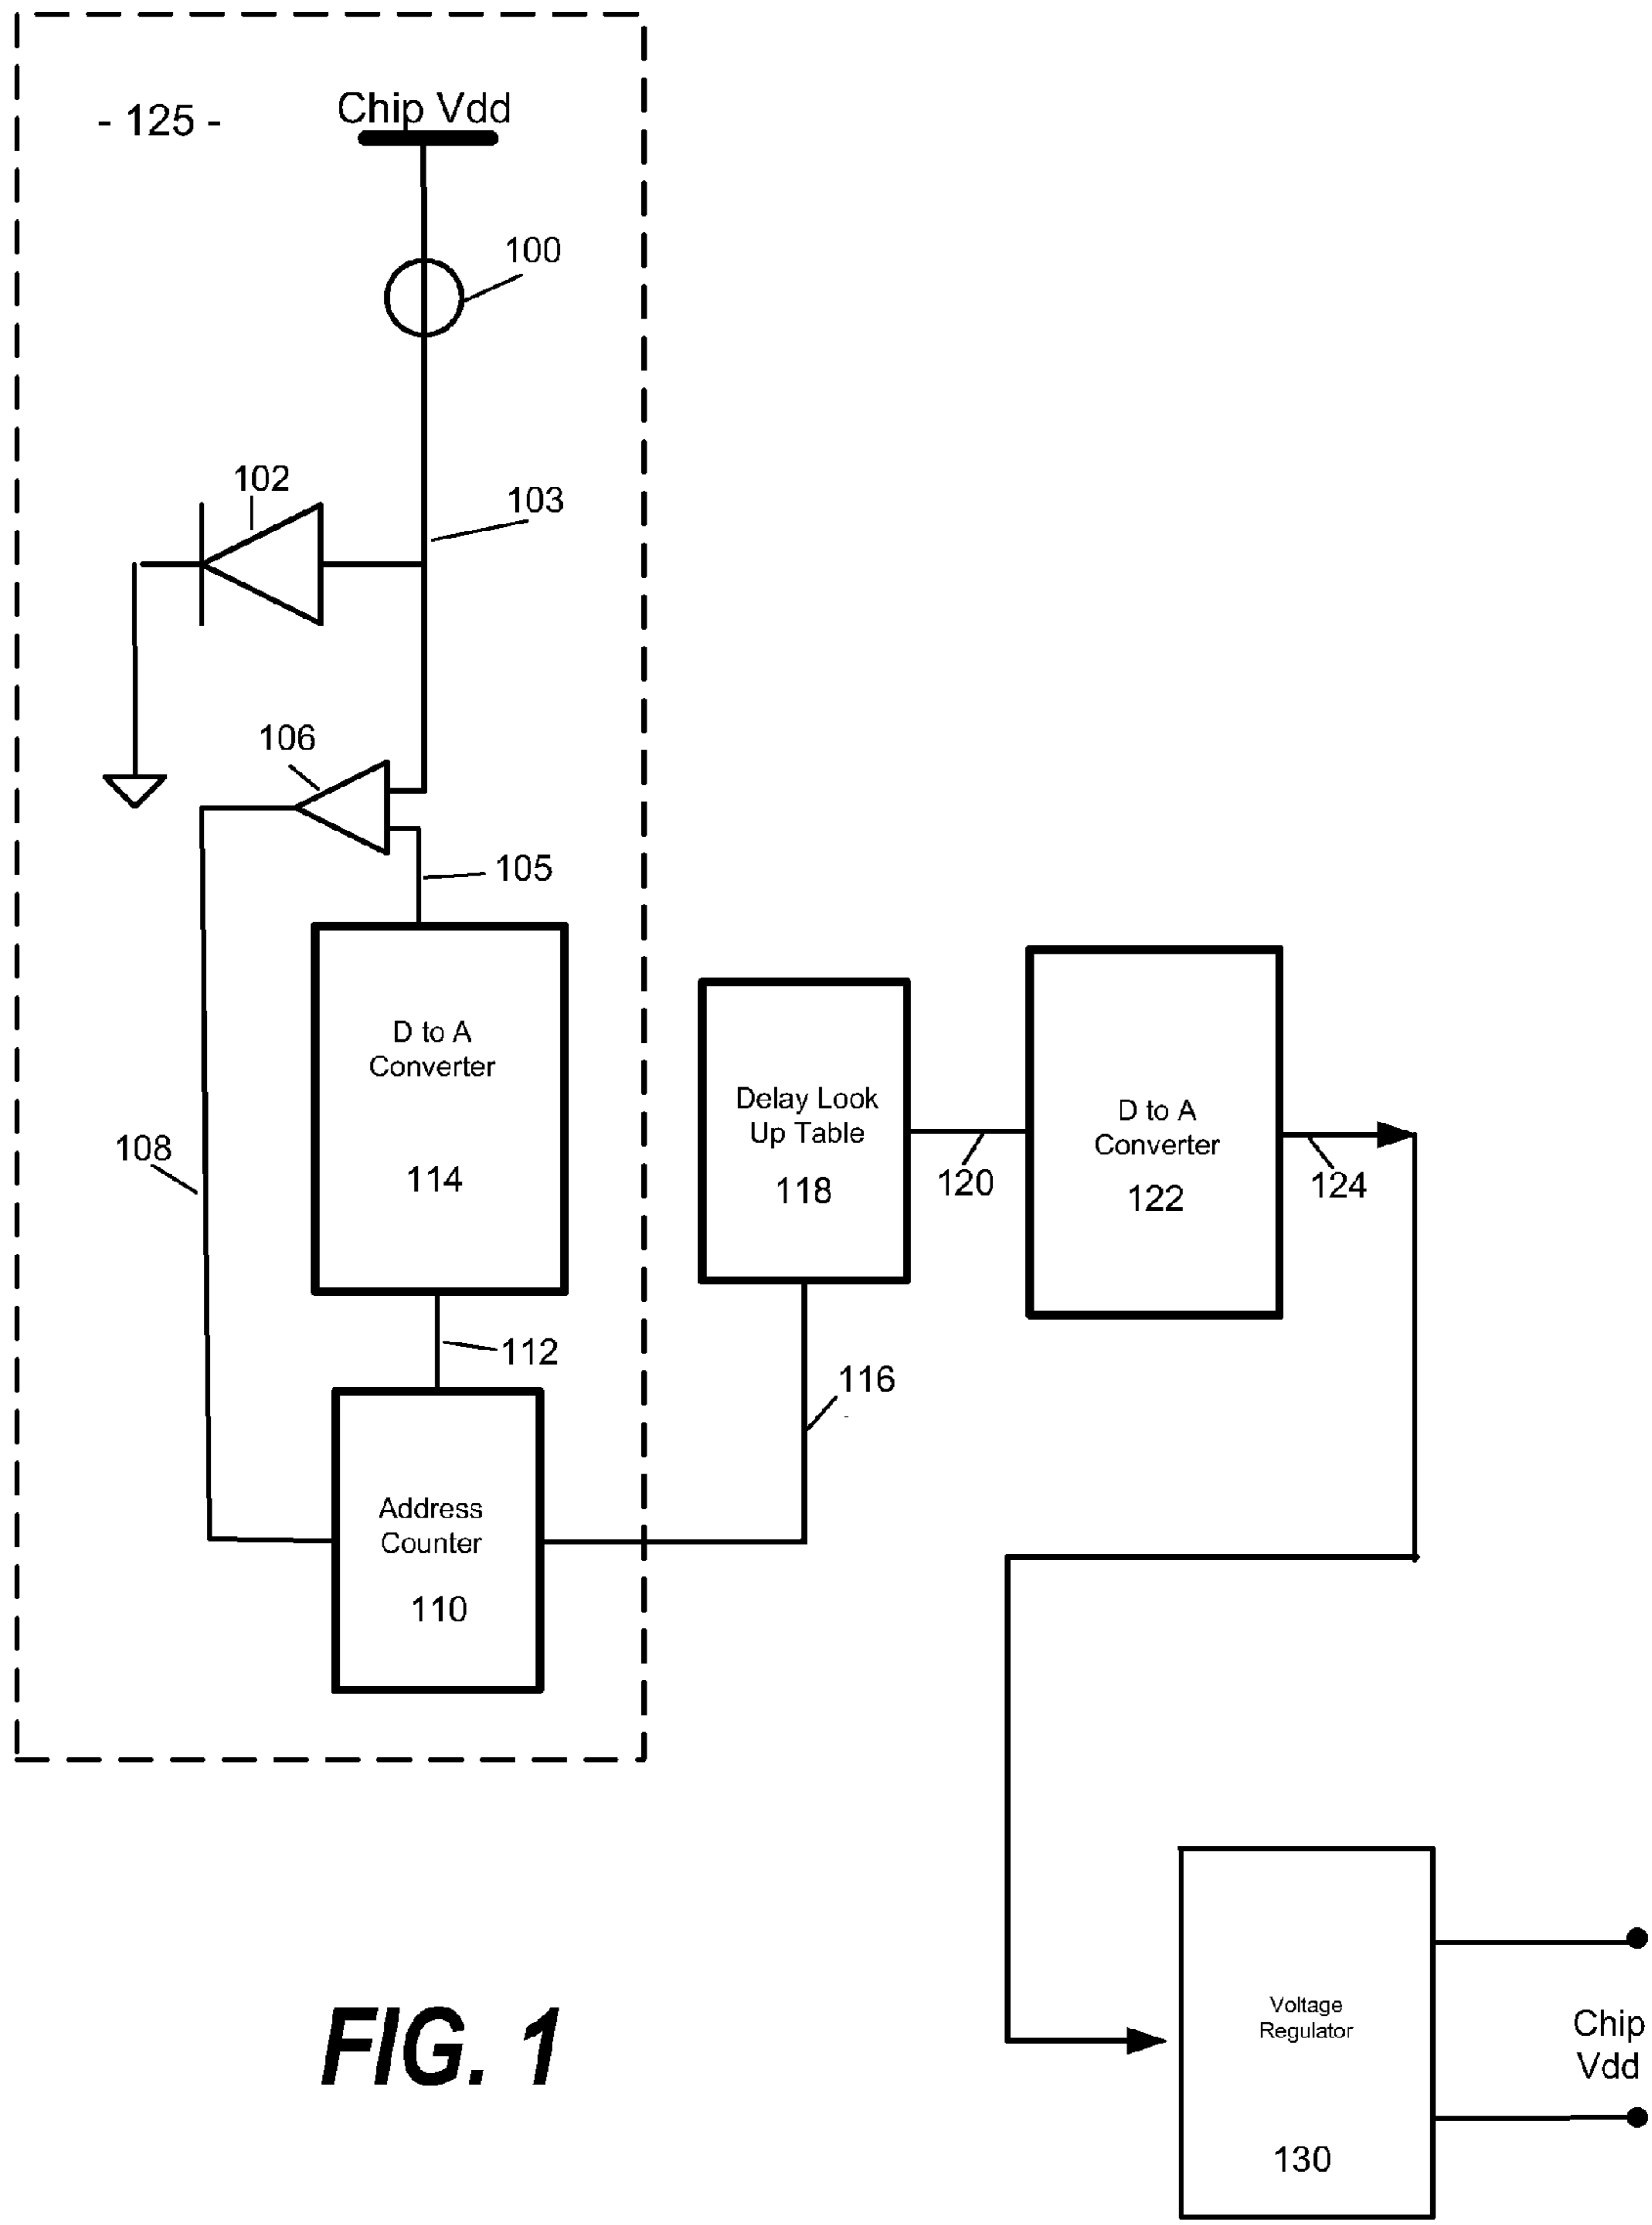 - 125 -
Chip Vdd
100
102
103
106
105
D to A
Converter
114
108
112
Address
Counter
110
Delay Look
Up Table
118
120
116
D to A
Converter
122
124
Voltage
Regulator
130
Chip
Vdd
FIG. 1